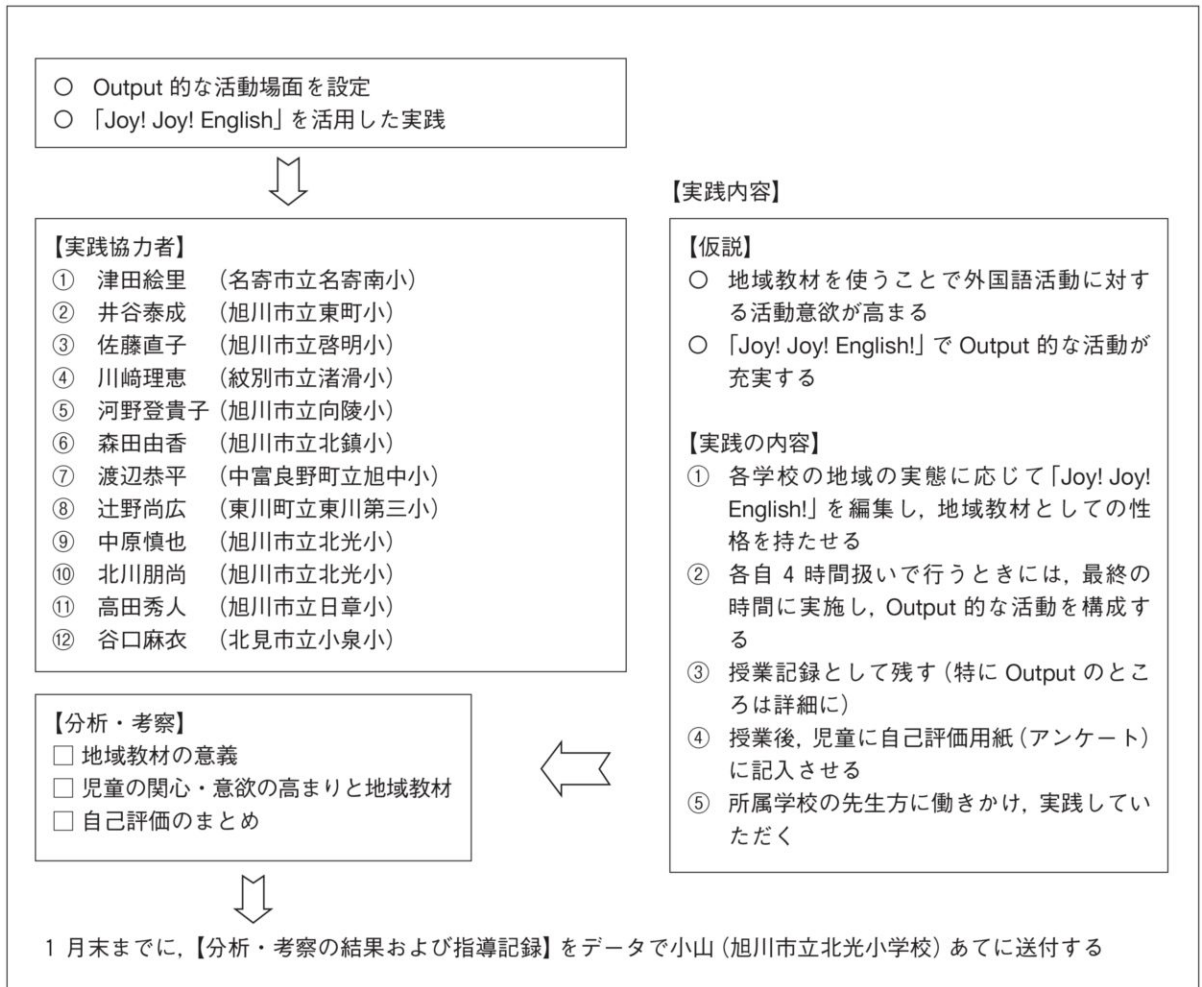 ○ Output 的な活動場面を設定
○ 「Joy! Joy! English」を活用した実践
【実践協力者】
① 津田絵里 （名寄市立名寄南小）
② 井谷泰成 （旭川市立東町小）
③ 佐藤直子 （旭川市立啓明小）
④ 川﨑理恵 （紋別市立渚滑小）
⑤ 河野登貴子（旭川市立向陵小）
⑥ 森田由香 （旭川市立北鎮小）
⑦ 渡辺恭平 （中富良野町立旭中小）
⑧ 辻野尚広 （東川町立東川第三小）
⑨ 中原慎也 （旭川市立北光小）
⑩ 北川朋尚 （旭川市立北光小）
⑪ 高田秀人 （旭川市立日章小）
⑫ 谷口麻衣 （北見市立小泉小）
【実践内容】
【仮説】
○ 地域教材を使うことで外国語活動に対す
る活動意欲が高まる
○ 「Joy! Joy! English!」で Output 的な活動が
充実する
【実践の内容】
① 各学校の地域の実態に応じて「Joy! Joy!
English!」を編集し，地域教材としての性
格を持たせる
② 各自 4 時間扱いで行うときには，最終の
時間に実施し，Output 的な活動を構成す
る
③ 授業記録として残す（特に Output のとこ
ろは詳細に）
④ 授業後，児童に自己評価用紙（アンケート）
に記入させる
⑤ 所属学校の先生方に働きかけ，実践してい
ただく
【分析・考察】
□ 地域教材の意義
□ 児童の関心・意欲の高まりと地域教材
□ 自己評価のまとめ
1 月末までに，【分析・考察の結果および指導記録】をデータで小山（旭川市立北光小学校）あてに送付する